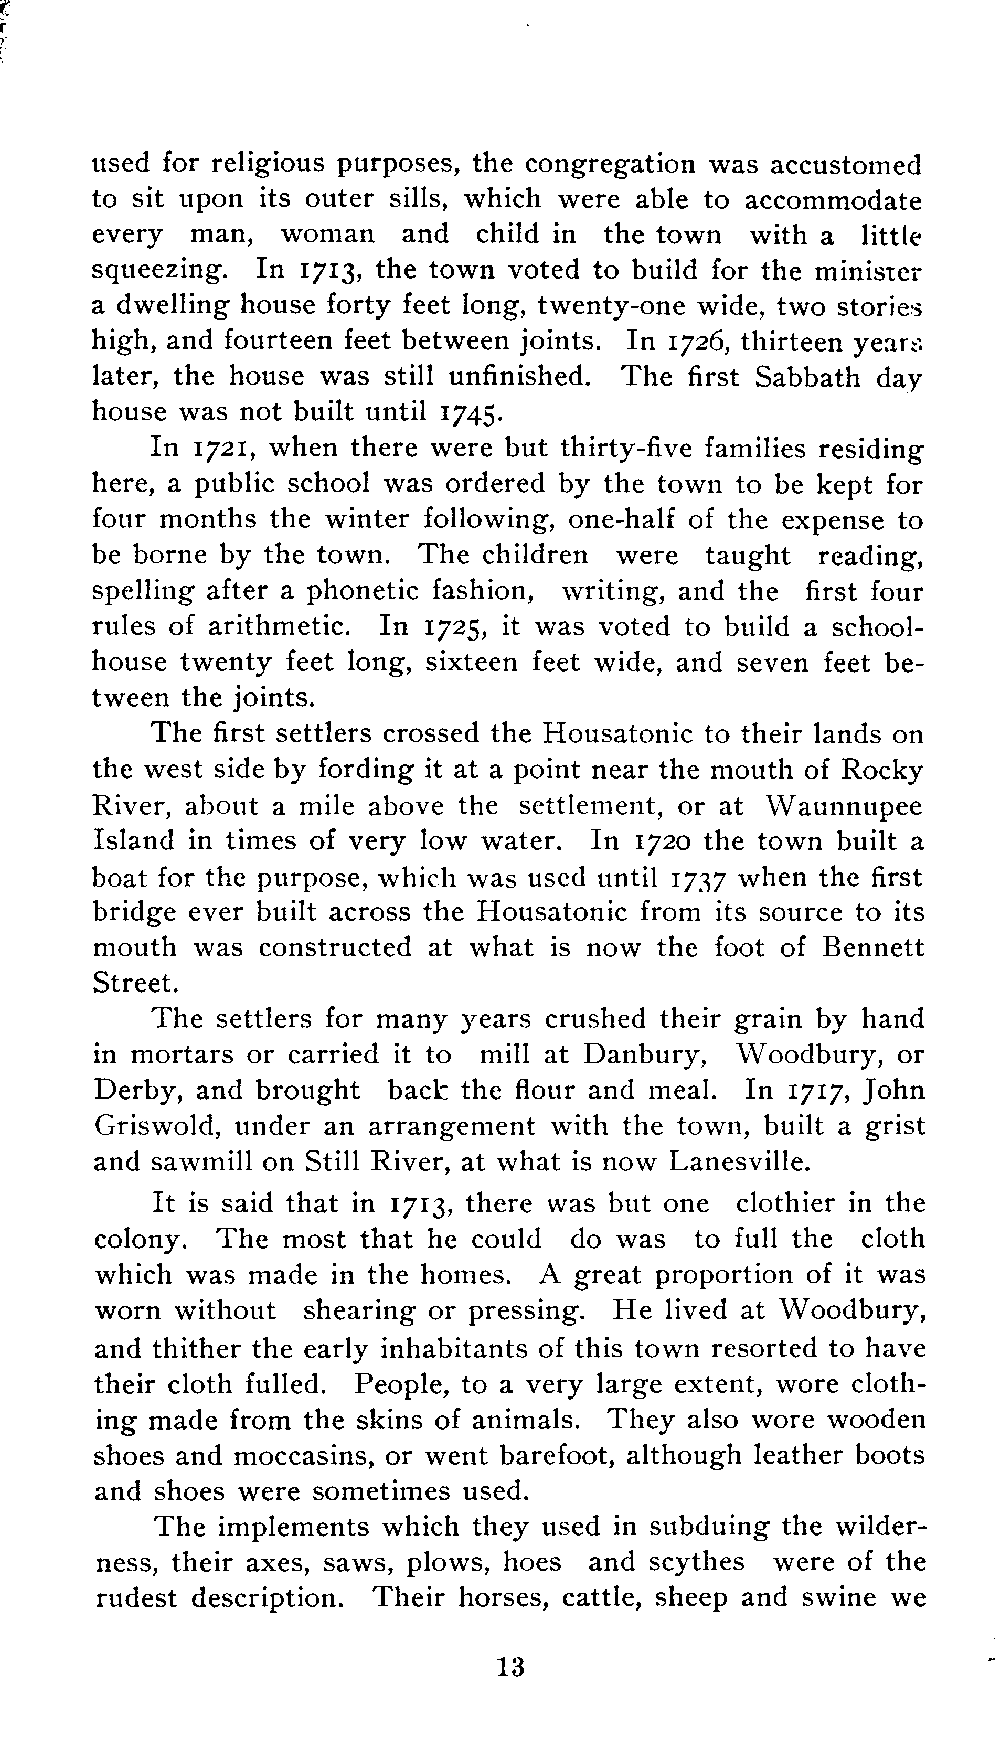 used for religious purposes, the congregation was accustomed
to sit upon its outer sills, which were able to accommodate
every man, woman and child in the town with a little
squeezing. In 1713, the town voted to build for the minister
a dwelling house forty feet long, twenty-one wide, two stories
high, and fourteen feet between joints. In 1726, thirteen years
later, the house was still unfinished. The first Sabbath day
house was not built until 1745.
In 1721, when there were but thirty-five families residing
here, a public school was ordered by the town to be kept for
four months the winter following, one-half of the expense to
be borne by the town. The children were taught reading,
spelling after a phonetic fashion, writing, and the first four
rules of arithmetic. In 1725, it was voted to build a school-
house twenty feet long, sixteen feet wide, and seven feet be-
tween the joints.
The first settlers crossed the Housatonic to their lands on
the west side by fording it at a point near the mouth of Rocky
River, about a mile above the settlement, or at Waunnupee
Island in times of very low water. In 1720 the town built a
boat for the purpose, which was used until 1737 when the first
bridge ever built across the Housatonic from its source to its
mouth was constructed at what is now the foot of Bennett
Street.
The settlers for many years crushed their grain by hand
in mortars or carried it to mill at Danbury, Woodbury, or
Derby, and brought back the flour and meal. In 1717, John
Griswold, under an arrangement with the town, built a grist
and sawmill on Still River, at what is now Lanesville.
It is said that in 1713, there was but one clothier in the
colony. The most that he could do was to full the cloth
which was made in the homes. A great proportion of it was
worn without shearing or pressing. He lived at Woodbury,
and thither the early inhabitants of this town resorted to have
their cloth fulled. People, to a very large extent, wore cloth-
ing made from the skins of animals. They also wore wooden
shoes and moccasins, or went barefoot, although leather boots
and shoes were sometimes used.
The implements which they used in subduing the wilder-
ness, their axes, saws, plows, hoes and scythes were of the
rudest description. Their horses, cattle, sheep and swine we
13